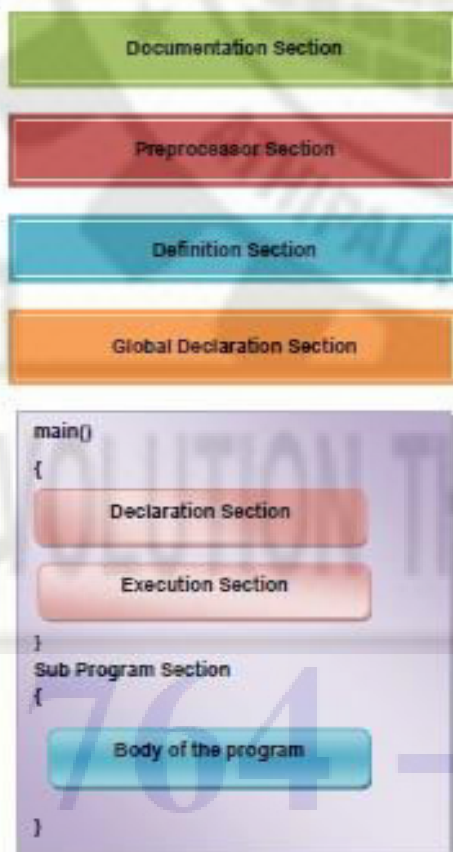 Documentation Section
Preprocessor Section
Definition Section
Global Declaration Section
main()
{
Declaration Section
Execution Section
}
Sub Program Section
{
Body of the program
}
764 -